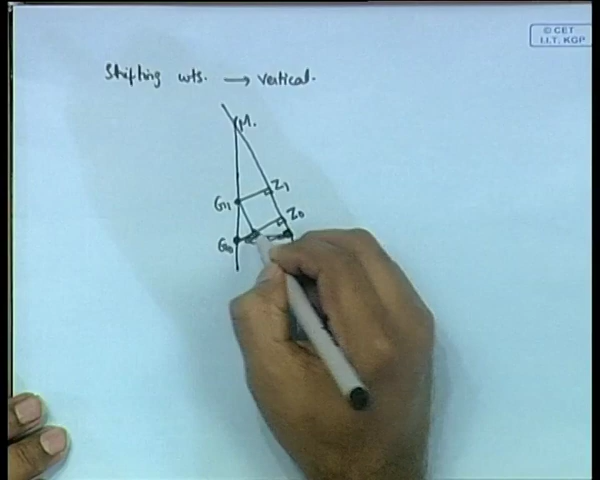 © CET
I.I.T. KGP
Shifting wts. → vertical.
M.
G1 Z1
Z0
G0